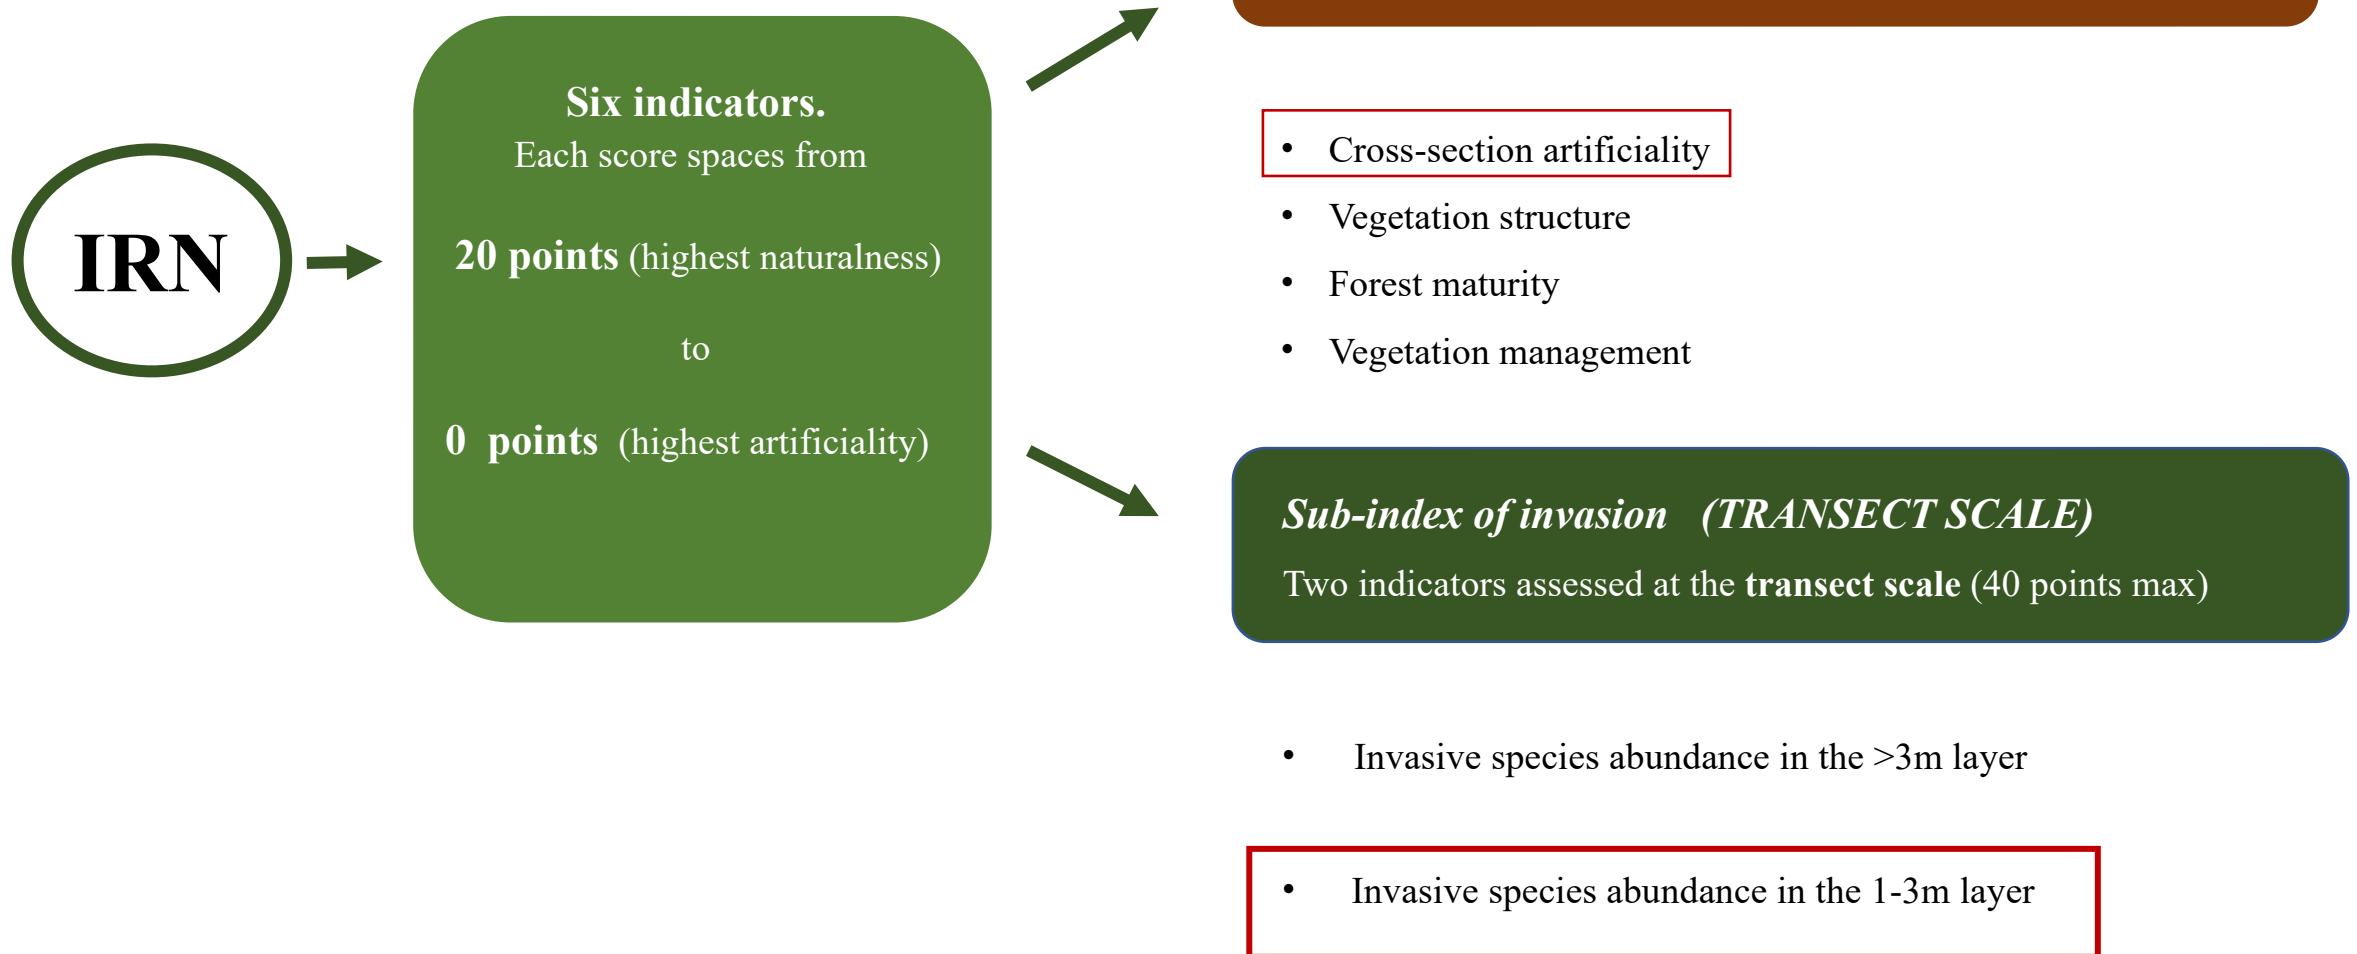 IRN
Six indicators.
Each score spaces from
20 points (highest naturalness)
to
0 points (highest artificiality)
• Cross-section artificiality
• Vegetation structure
• Forest maturity
• Vegetation management
Sub-index of invasion (TRANSECT SCALE)
Two indicators assessed at the transect scale (40 points max)
• Invasive species abundance in the >3m layer
• Invasive species abundance in the 1-3m layer